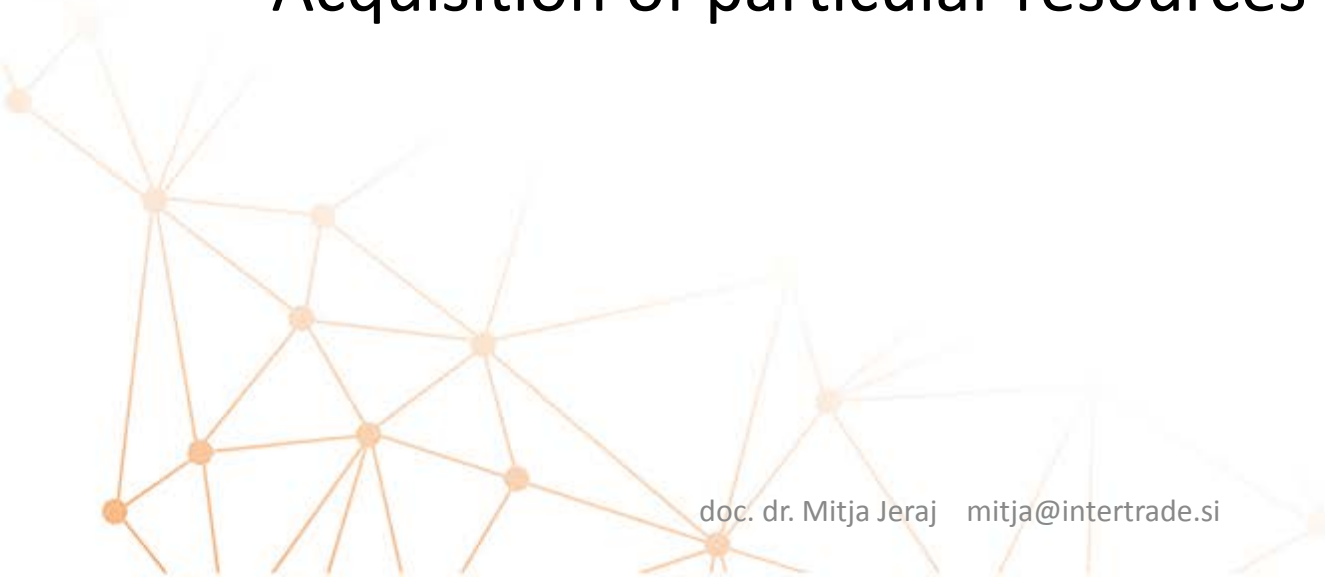 Acquisition of particular resources
doc. dr. Mitja Jeraj mitja@intertrade.si